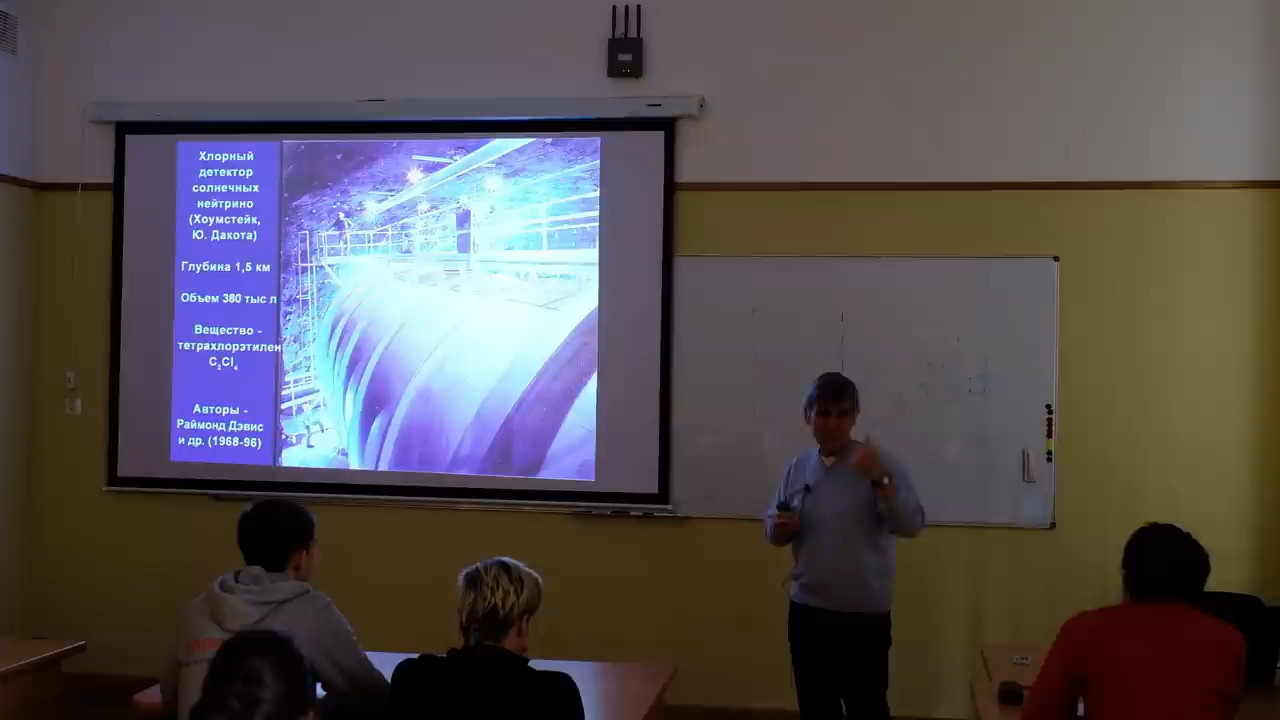 Хлорный
детектор
солнечных
нейтрино
(Хоумстейк,
Ю. Дакота)
Глубина 1,5 км
Объем 380 тыс л
Вещество -
тетрахлорэтилен
C₂Cl₄
Авторы -
Раймонд Дэвис
и др. (1968-96)